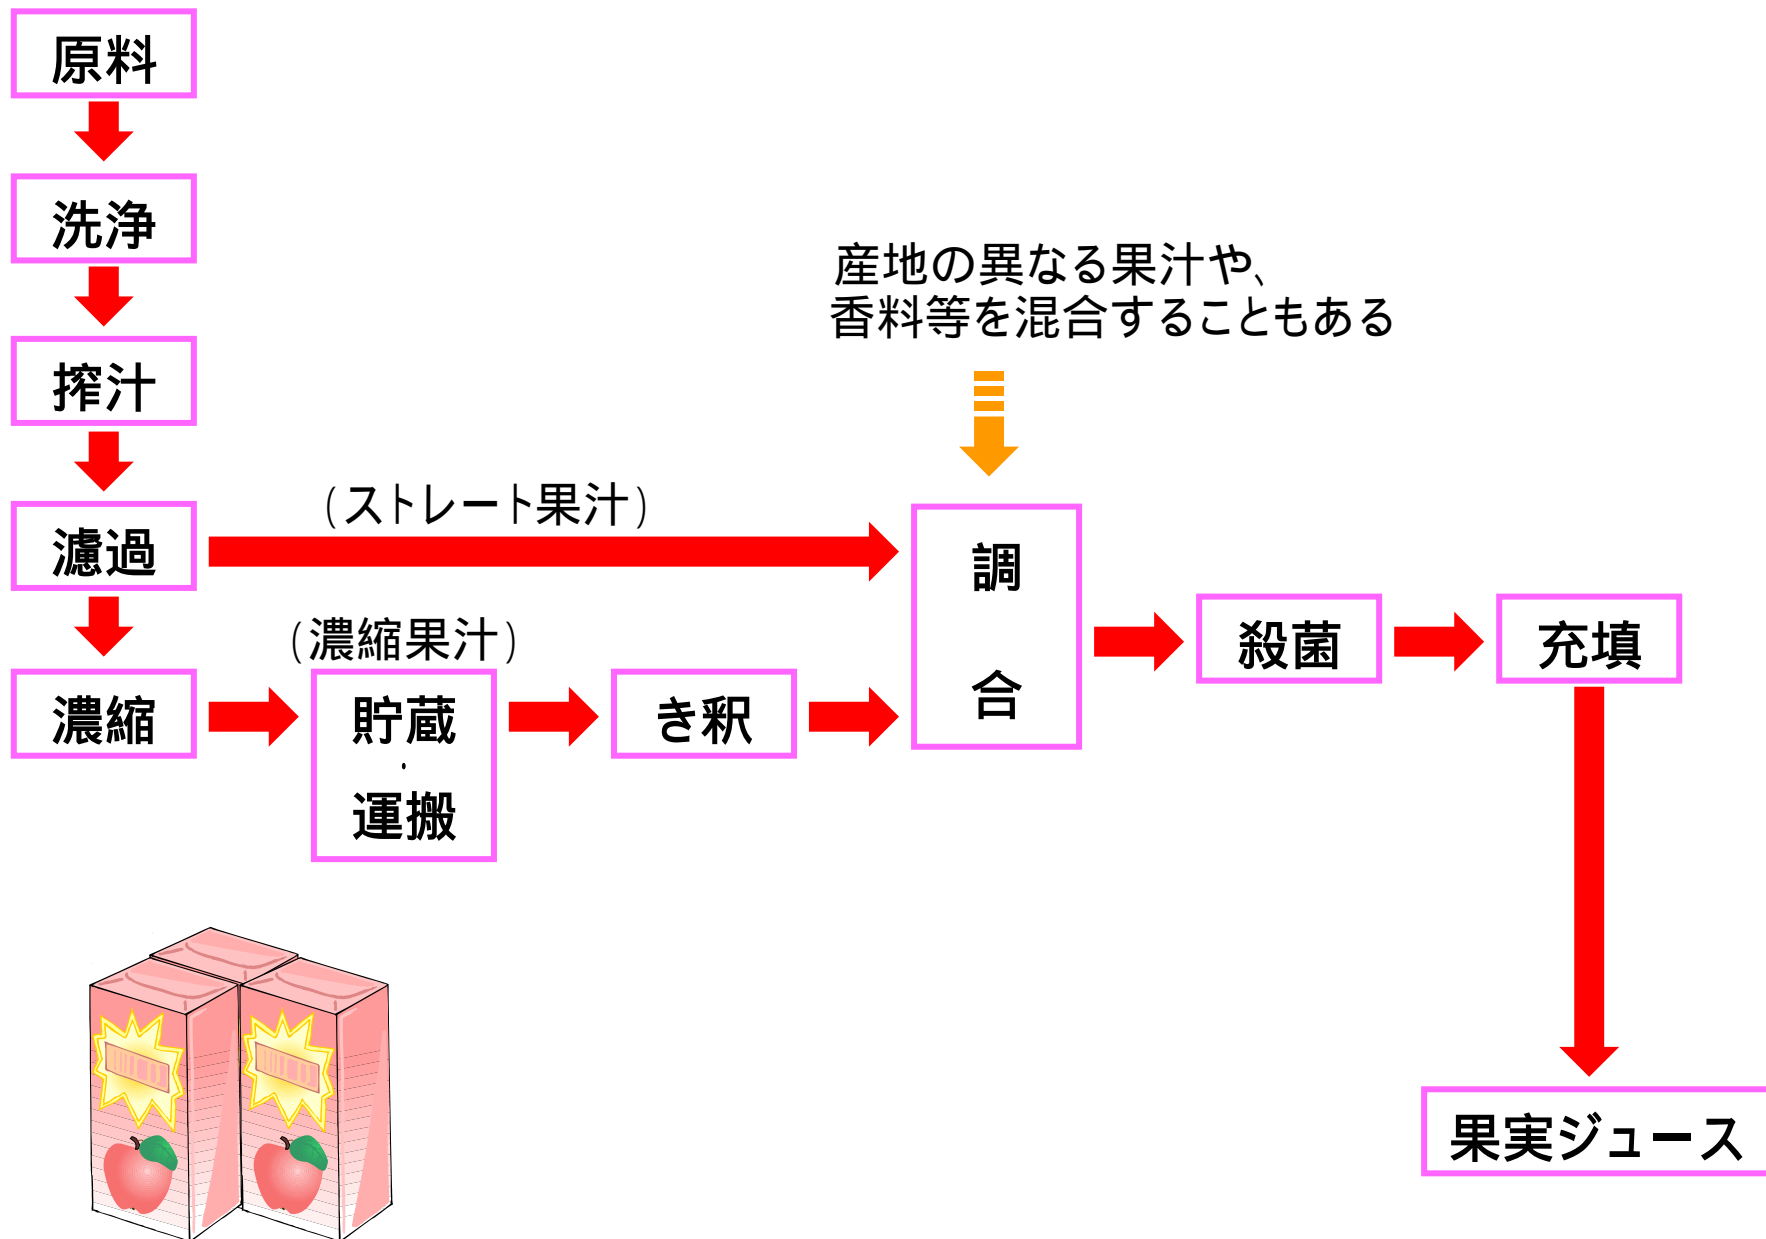 原料
洗浄
搾汁
産地の異なる果汁や、
香料等を混合することもある
(ストレート果汁)
濾過
調
合
(濃縮果汁)
濃縮
貯蔵
・
運搬
き釈
殺菌
充填
果実ジュース